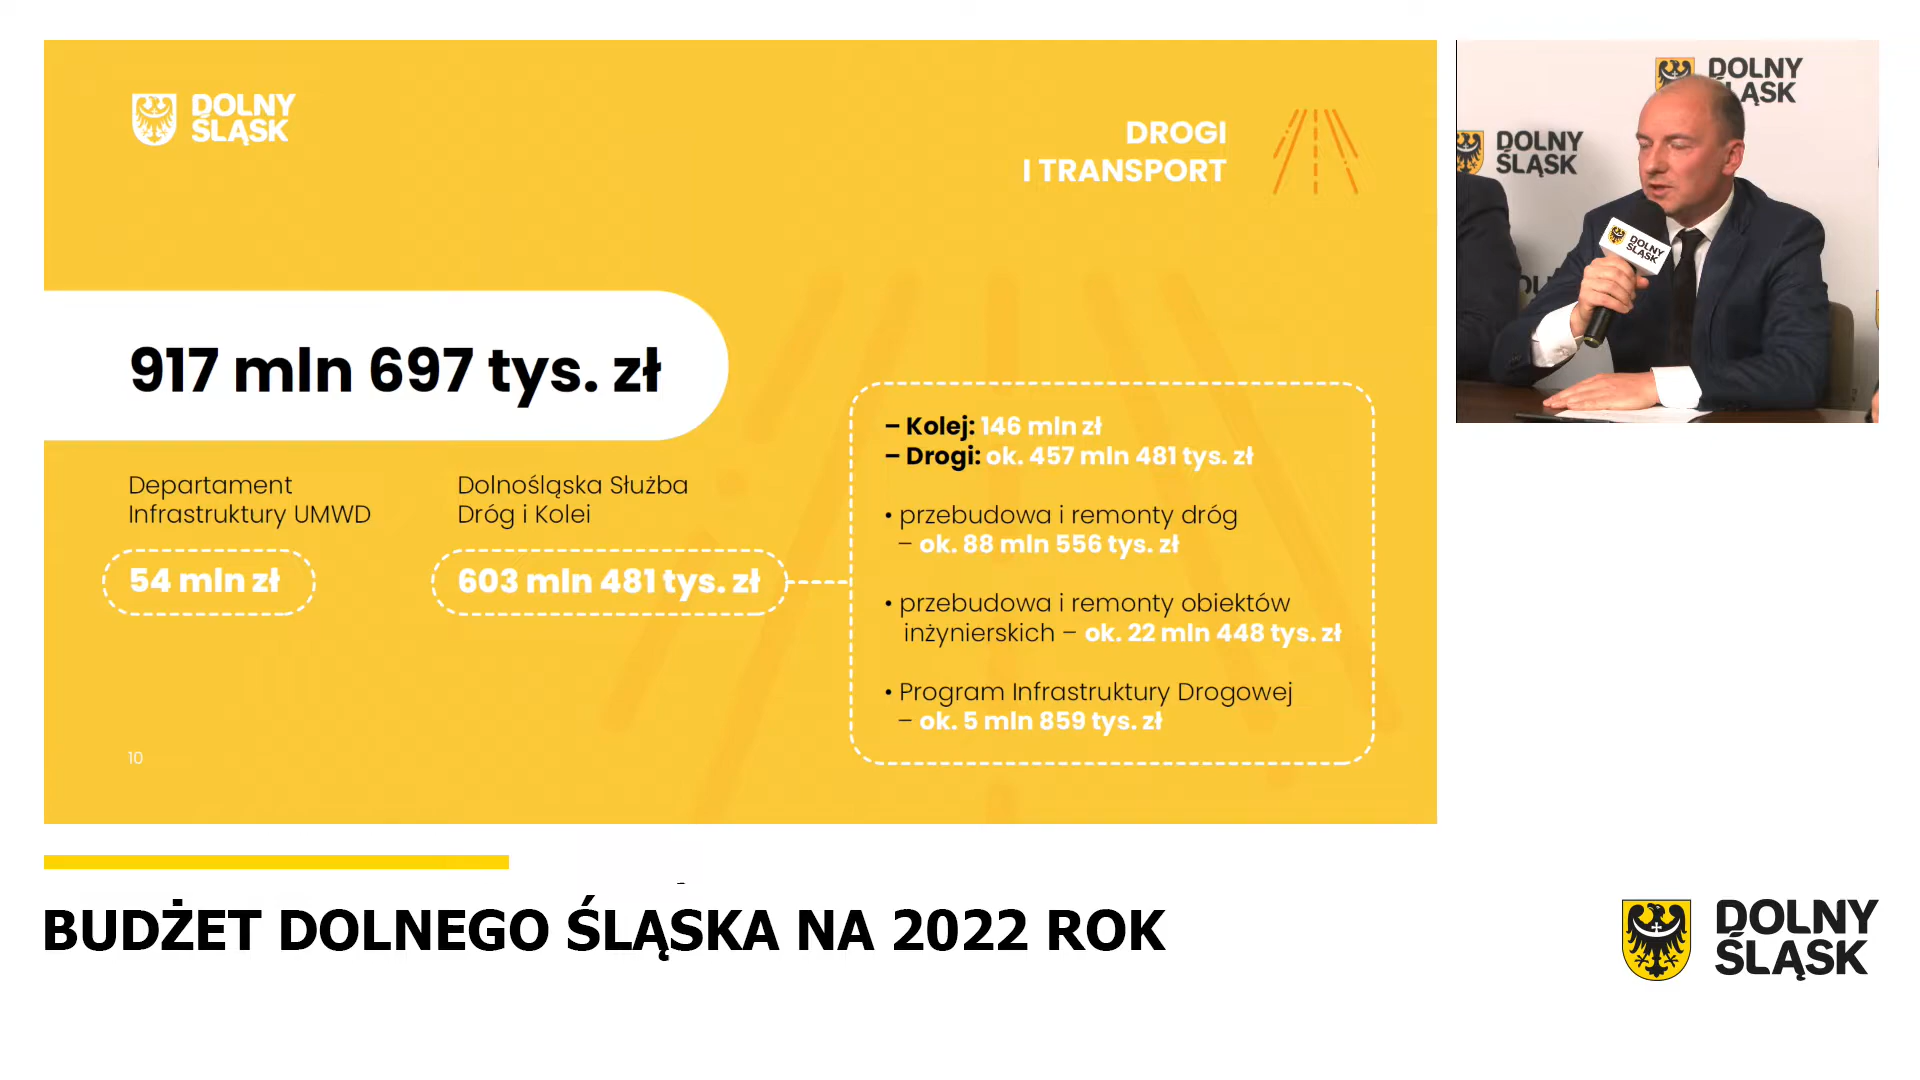 DOLNY
ŚLĄSK
DROGI
I TRANSPORT
917 mln 697 tys. zł
Departament
Infrastruktury UMWD
54 mln zł
Dolnośląska Służba
Dróg i Kolei
603 mln 481 tys. zł
– Kolej: 146 mln zł
– Drogi: ok. 457 mln 481 tys. zł
• przebudowa i remonty dróg
– ok. 88 mln 556 tys. zł
• przebudowa i remonty obiektów
inżynierskich – ok. 22 mln 448 tys. zł
• Program Infrastruktury Drogowej
– ok. 5 mln 859 tys. zł
10
DOLNY
ŚLĄSK
DOLNY
ŚLĄSK
DOLNY
ŚLĄSK
BUDŻET DOLNEGO ŚLĄSKA NA 2022 ROK
DOLNY
ŚLĄSK